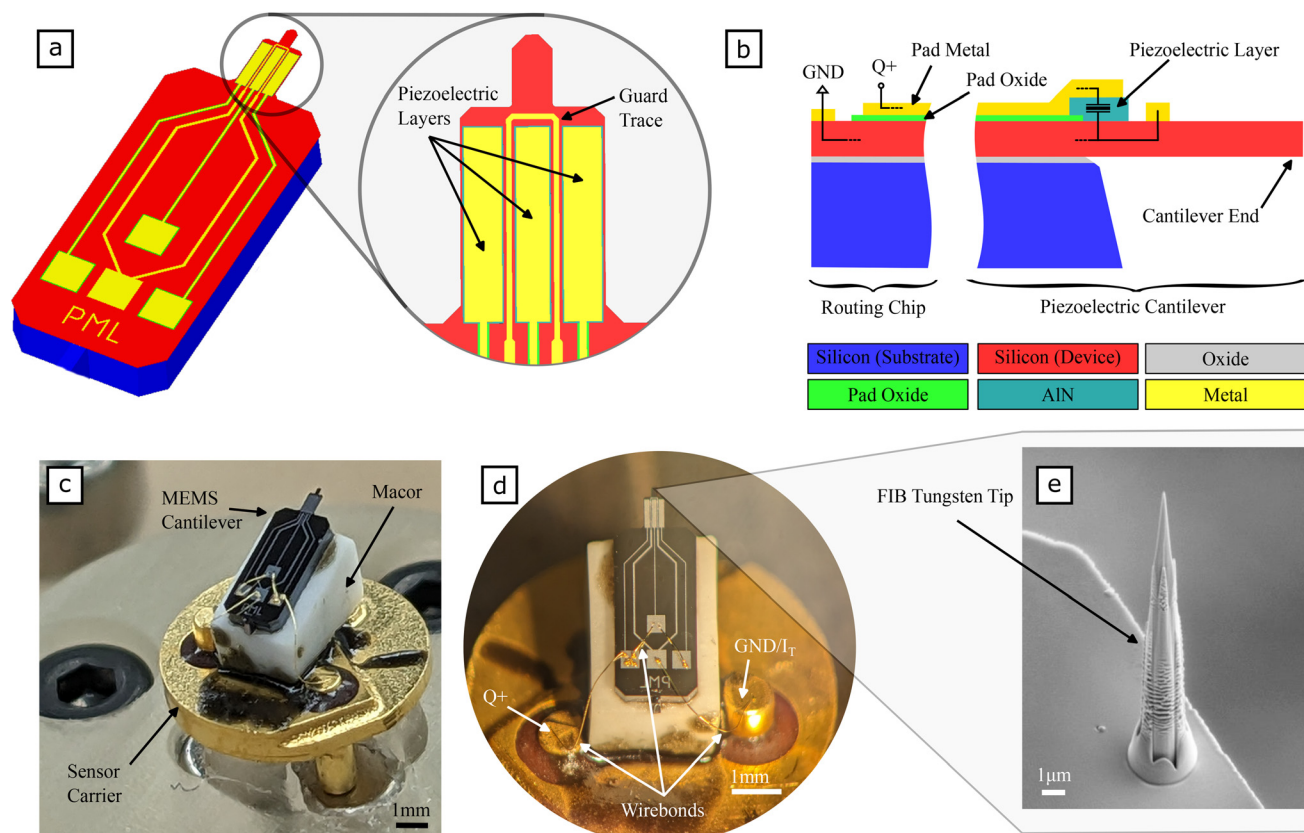 a
PML
Piezoelectric
Layers
Guard
Trace
b
GND
Q+
Pad Metal
Pad Oxide
Piezoelectric Layer
Cantilever End
Routing Chip
Piezoelectric Cantilever
Silicon (Substrate)
Silicon (Device)
Oxide
Pad Oxide
AlN
Metal
c
MEMS
Cantilever
Macor
PML
Sensor
Carrier
1mm
d
Q+
GND/I_T
PML
Wirebonds
1mm
e
FIB Tungsten Tip
1μm